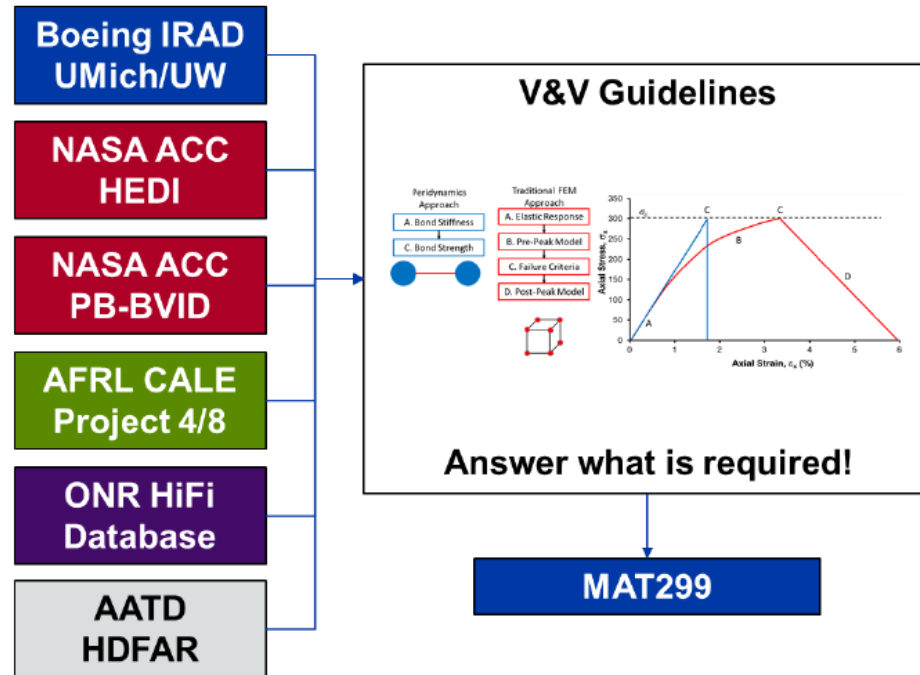 Boeing IRAD
UMich/UW
NASA ACC
HEDI
NASA ACC
PB-BVID
AFRL CALE
Project 4/8
ONR HiFi
Database
AATD
HDFAR
V&V Guidelines
Peridynamics
Approach
A. Bond Stiffness
C. Bond Strength
Traditional FEM
Approach
A. Elastic Response
B. Pre-Peak Model
C. Failure Criteria
D. Post-Peak Model
Axial Stress, σx
350
300
250
200
150
100
50
0
C
C
B
A
D
0
1
2
3
4
5
6
Axial Strain, εx (%)
Answer what is required!
MAT299